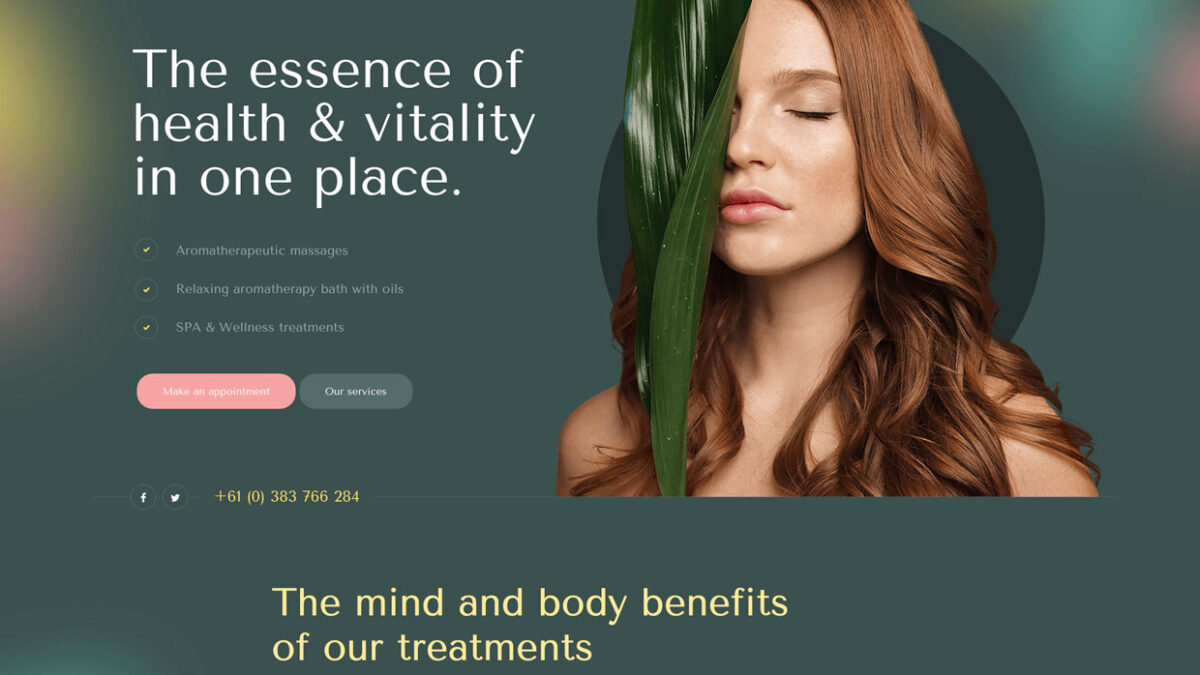 The essence of
health & vitality
in one place.
Aromatherapeutic massages
Relaxing aromatherapy bath with oils
SPA & Wellness treatments
Make an appointment
Our services
+61 (0) 383 766 284
The mind and body benefits
of our treatments